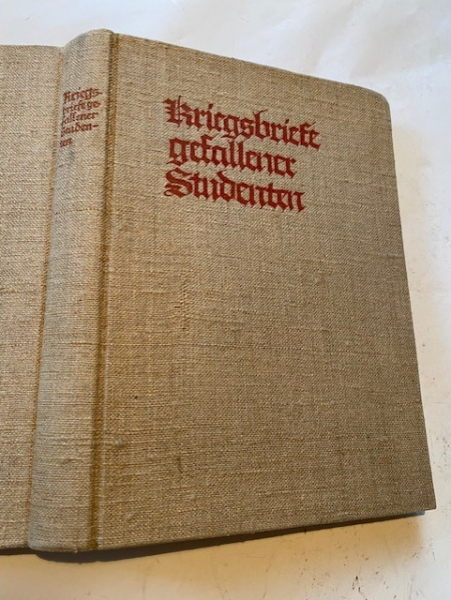 Kriegs-
briefe ge-
fallener
Studen-
ten
Kriegsbriefe
gefallener
Studenten